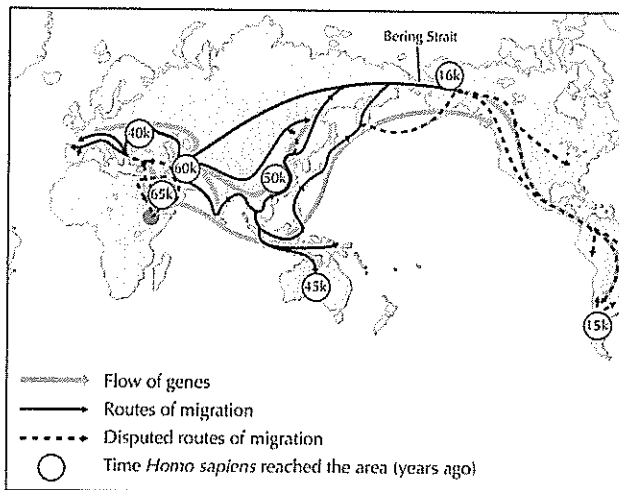 Bering Strait
16k
40k
60k
50k
65k
45k
15k
Flow of genes
Routes of migration
Disputed routes of migration
Time Homo sapiens reached the area (years ago)